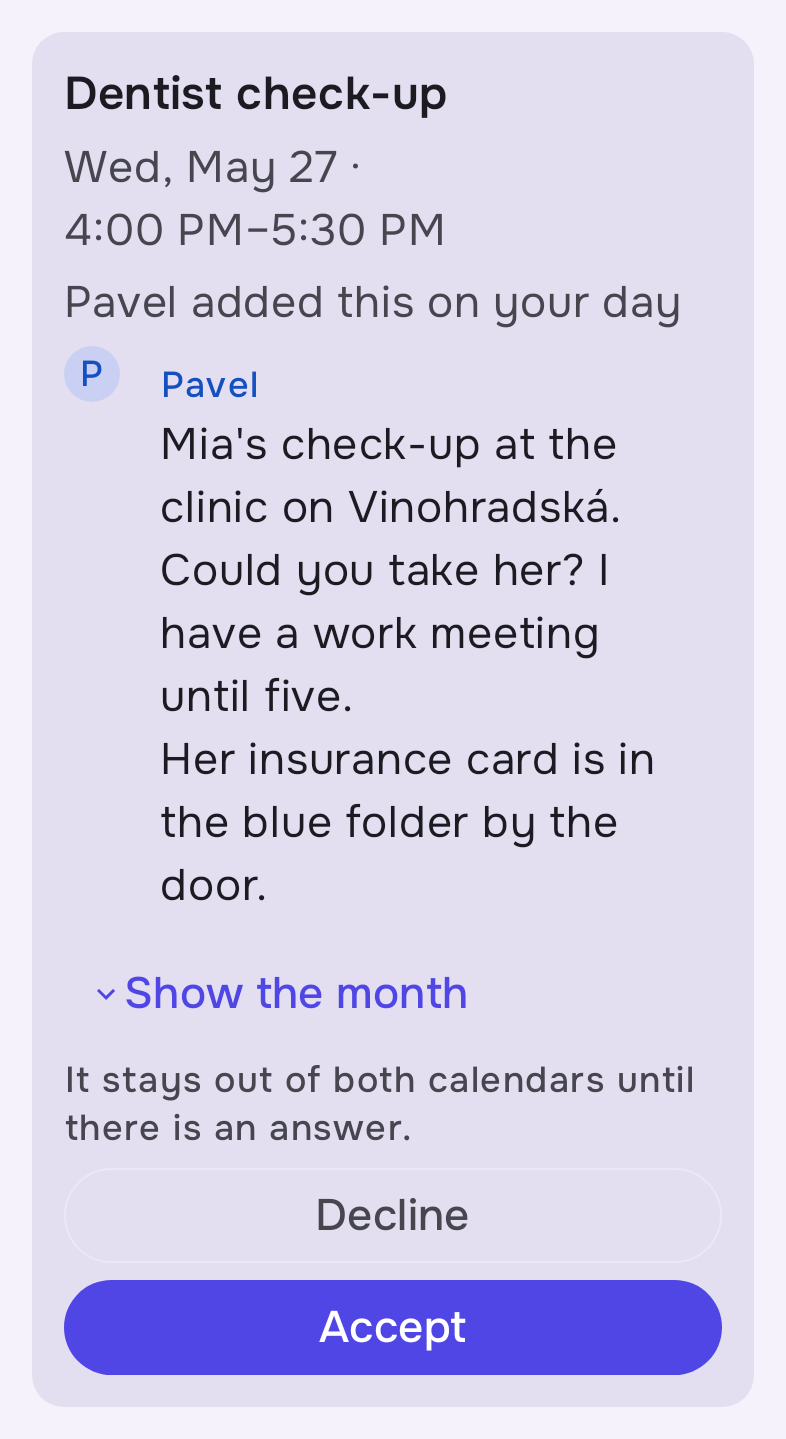 Dentist check-up
Wed, May 27 ·
4:00 PM–5:30 PM
Pavel added this on your day
P
Pavel
Mia's check-up at the
clinic on Vinohradská.
Could you take her? I
have a work meeting
until five.
Her insurance card is in
the blue folder by the
door.
Show the month
It stays out of both calendars until
there is an answer.
Decline
Accept